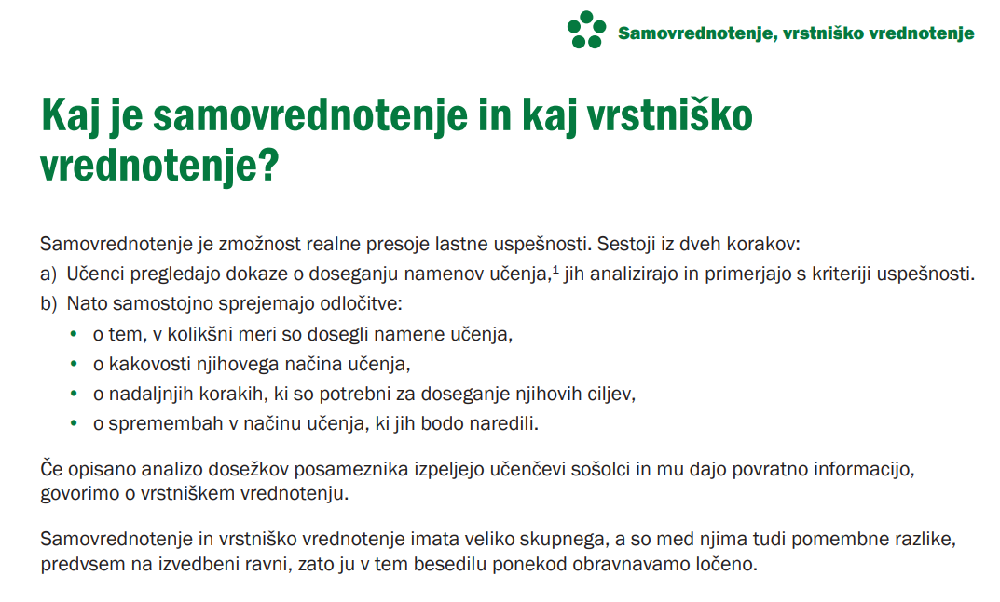 Samovrednotenje, vrstniško vrednotenje
Kaj je samovrednotenje in kaj vrstniško
vrednotenje?
Samovrednotenje je zmožnost realne presoje lastne uspešnosti. Sestoji iz dveh korakov:
a) Učenci pregledajo dokaze o doseganju namenov učenja,¹ jih analizirajo in primerjajo s kriteriji uspešnosti.
b) Nato samostojno sprejemajo odločitve:
• o tem, v kolikšni meri so dosegli namene učenja,
• o kakovosti njihovega načina učenja,
• o nadaljnjih korakih, ki so potrebni za doseganje njihovih ciljev,
• o spremembah v načinu učenja, ki jih bodo naredili.
Če opisano analizo dosežkov posameznika izpeljejo učenčevi sošolci in mu dajo povratno informacijo,
govorimo o vrstniškem vrednotenju.
Samovrednotenje in vrstniško vrednotenje imata veliko skupnega, a so med njima tudi pomembne razlike,
predvsem na izvedbeni ravni, zato ju v tem besedilu ponekod obravnavamo ločeno.